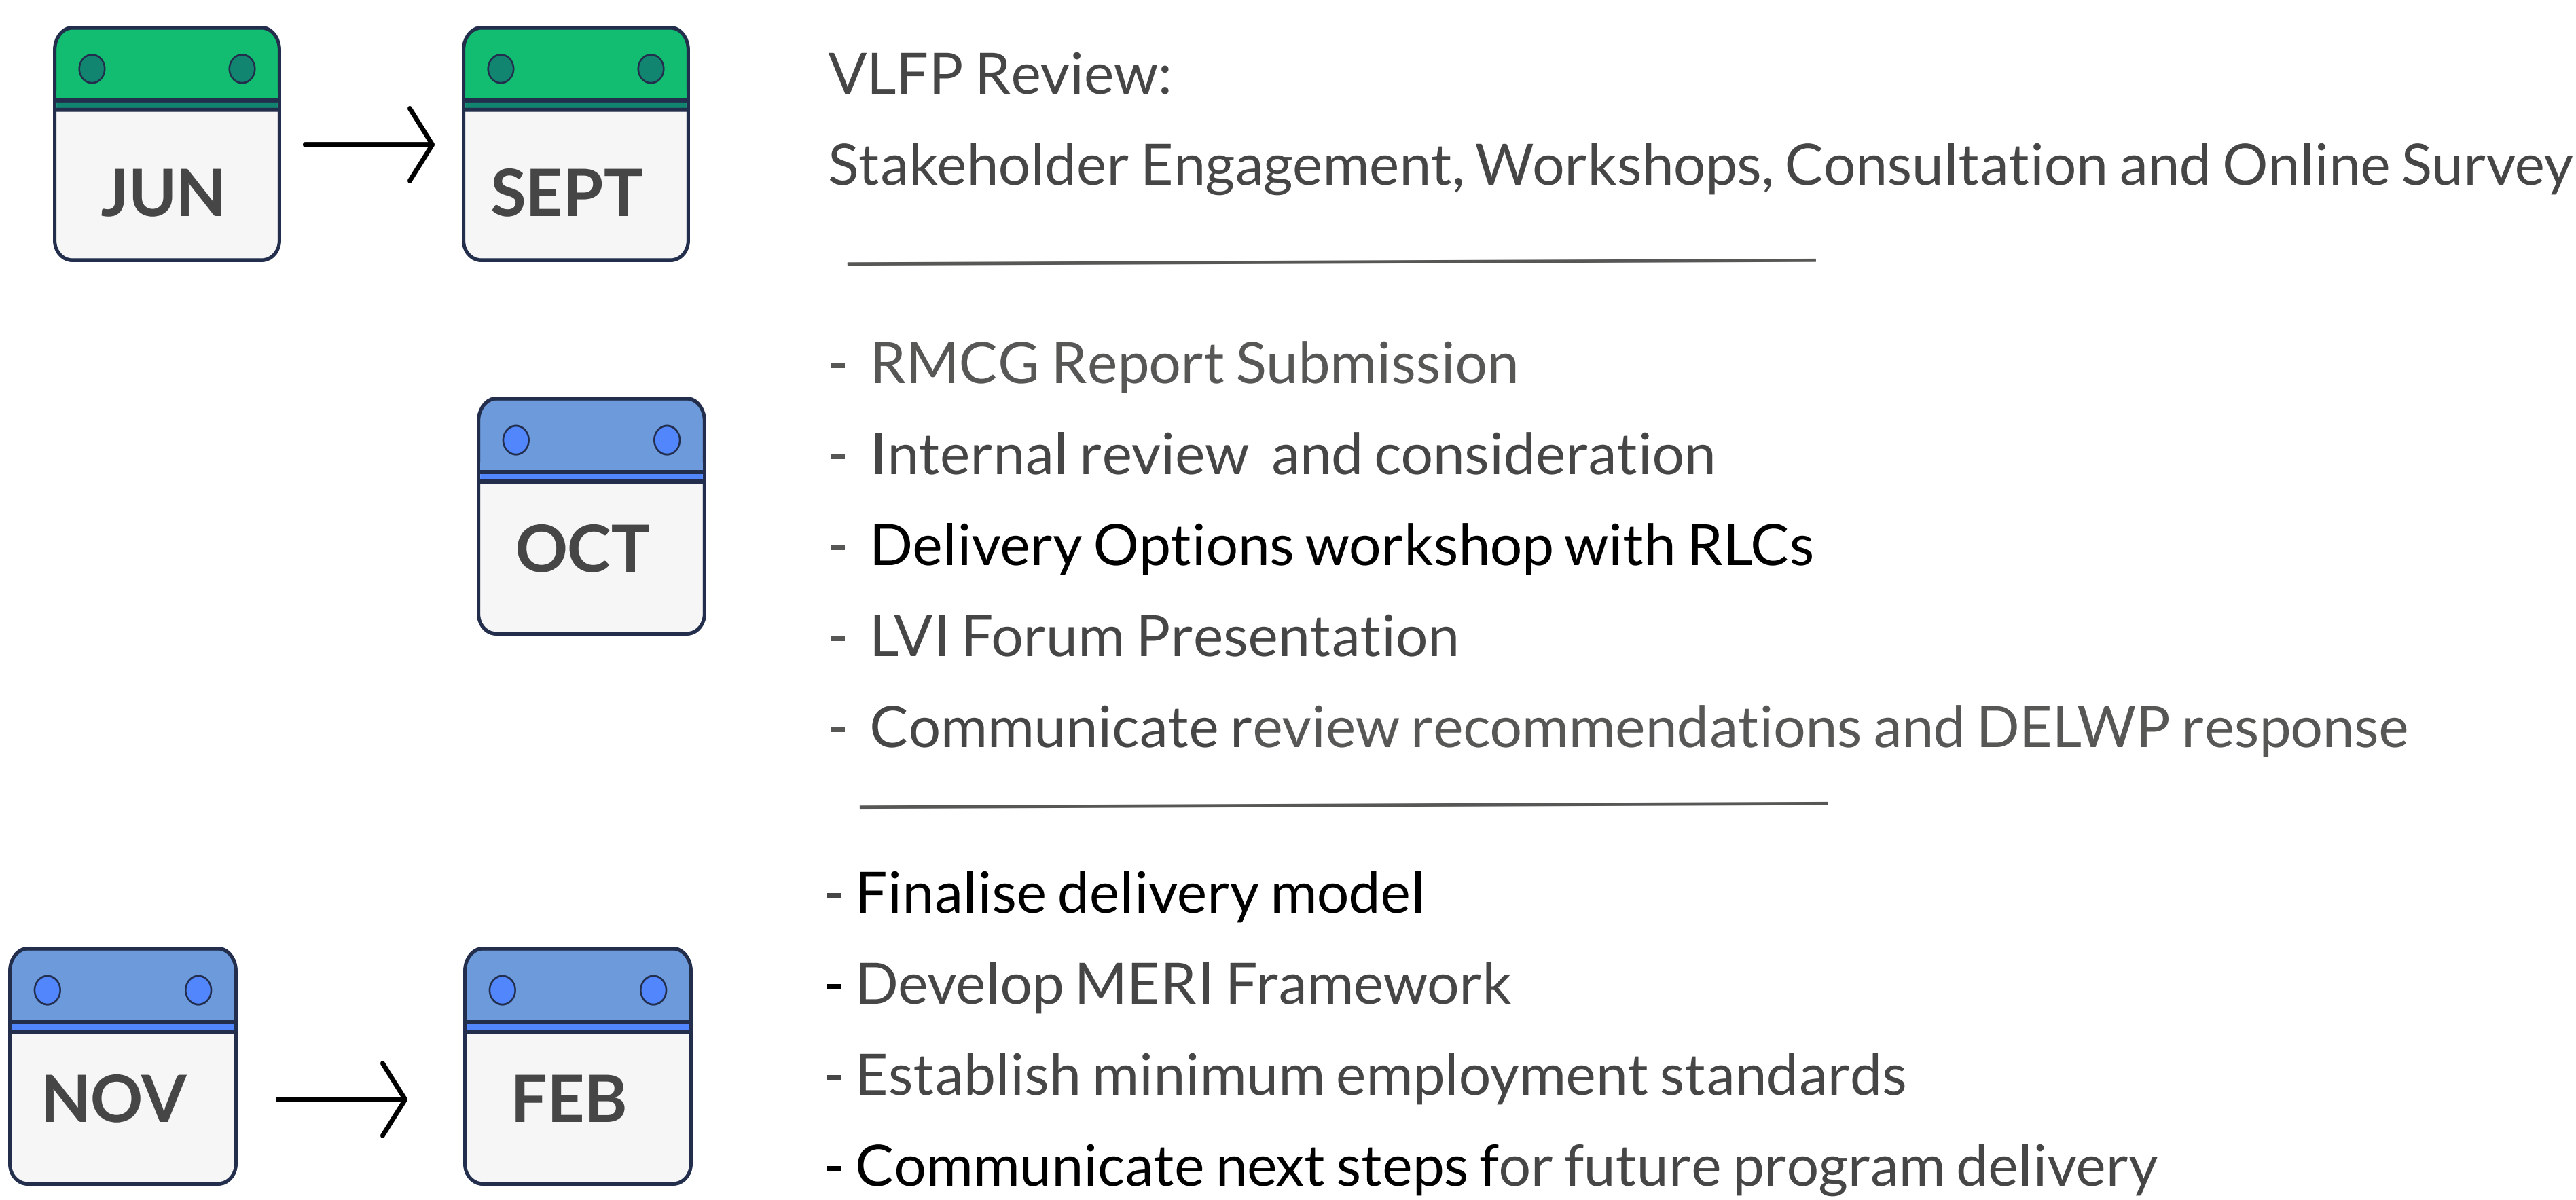 JUN
SEPT
VLFP Review:
Stakeholder Engagement, Workshops, Consultation and Online Survey
OCT
- RMCG Report Submission
- Internal review  and consideration
- Delivery Options workshop with RLCs
- LVI Forum Presentation
- Communicate review recommendations and DELWP response
NOV
FEB
- Finalise delivery model
- Develop MERI Framework
- Establish minimum employment standards
- Communicate next steps for future program delivery